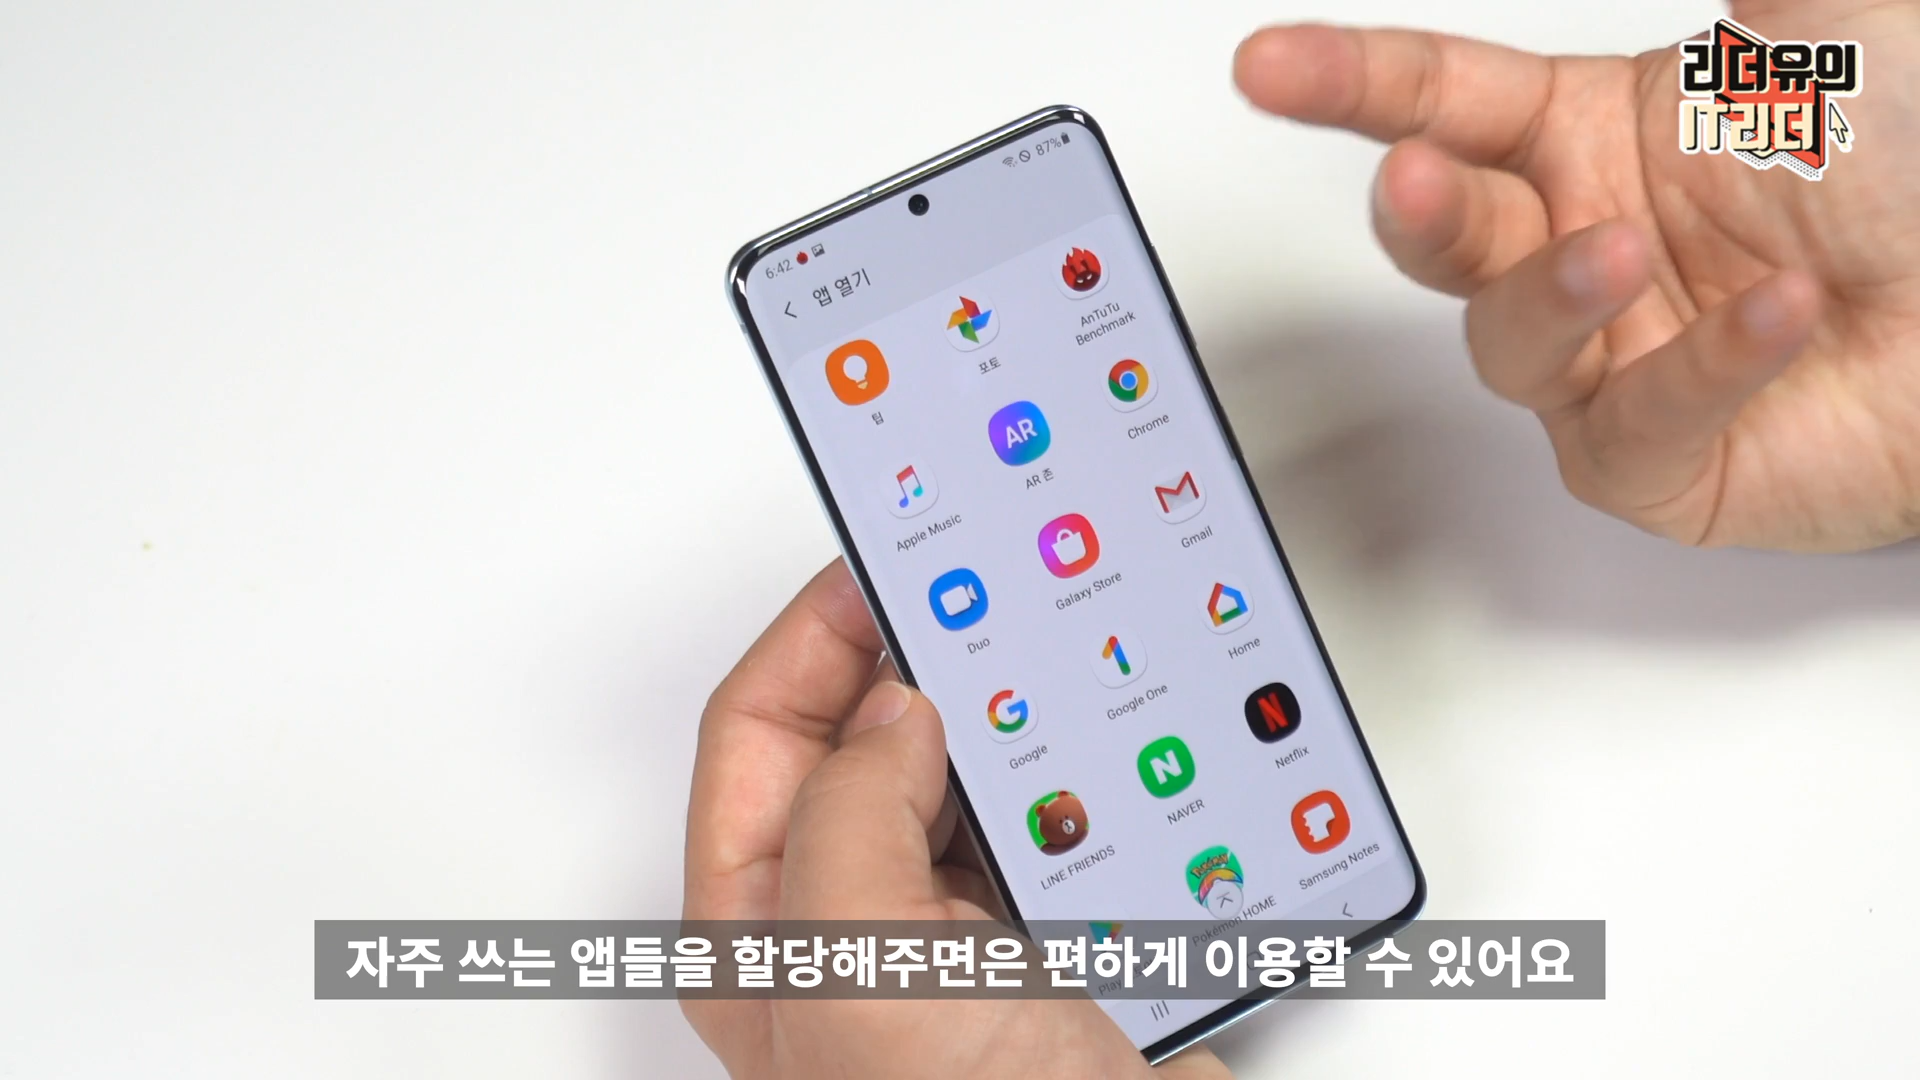 리더유의
IT리더
87%
6:42
앱 열기
팁
포토
AnTuTu
Benchmark
Apple Music
AR
AR 존
Chrome
Duo
Galaxy Store
Gmail
Google
Google One
Home
LINE FRIENDS
N
NAVER
N
Netflix
Pokémon
Pokémon HOME
Samsung Notes
Play
자주 쓰는 앱들을 할당해주면은 편하게 이용할 수 있어요